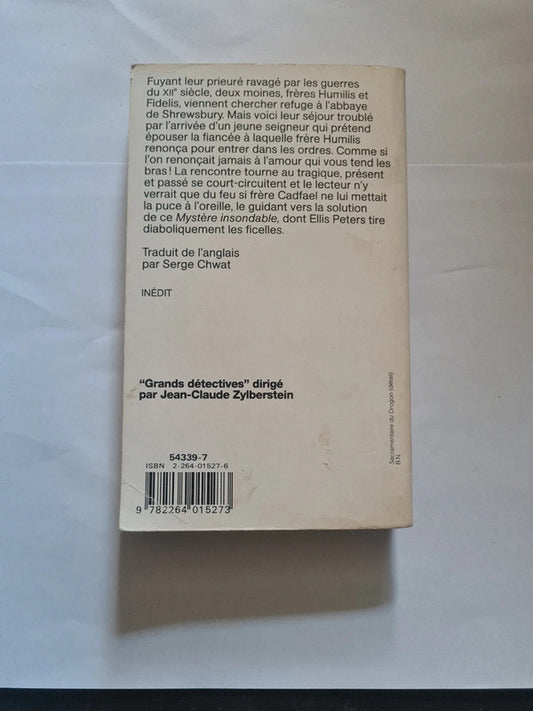 Fuyant leur prieuré ravagé par les guerres
du XIIe siècle, deux moines, frères Humilis et
Fidelis, viennent chercher refuge à l'abbaye
de Shrewsbury. Mais voici leur séjour troublé
par l'arrivée d'un jeune seigneur qui prétend
épouser la fiancée à laquelle frère Humilis
renonça pour entrer dans les ordres. Comme si
l'on renonçait jamais à l'amour qui vous tend les
bras ! La rencontre tourne au tragique, présent
et passé se court-circuitent et le lecteur n'y
verrait que du feu si frère Cadfael ne lui mettait
la puce à l'oreille, le guidant vers la solution
de ce Mystère insondable, dont Ellis Peters tire
diaboliquement les ficelles.
Traduit de l'anglais
par Serge Chwat
INÉDIT
"Grands détectives" dirigé
par Jean-Claude Zylberstein
Sacramentaire du Drogon (détail)
B.N.
54339-7
ISBN 2-264-01527-6
9 782264 015273